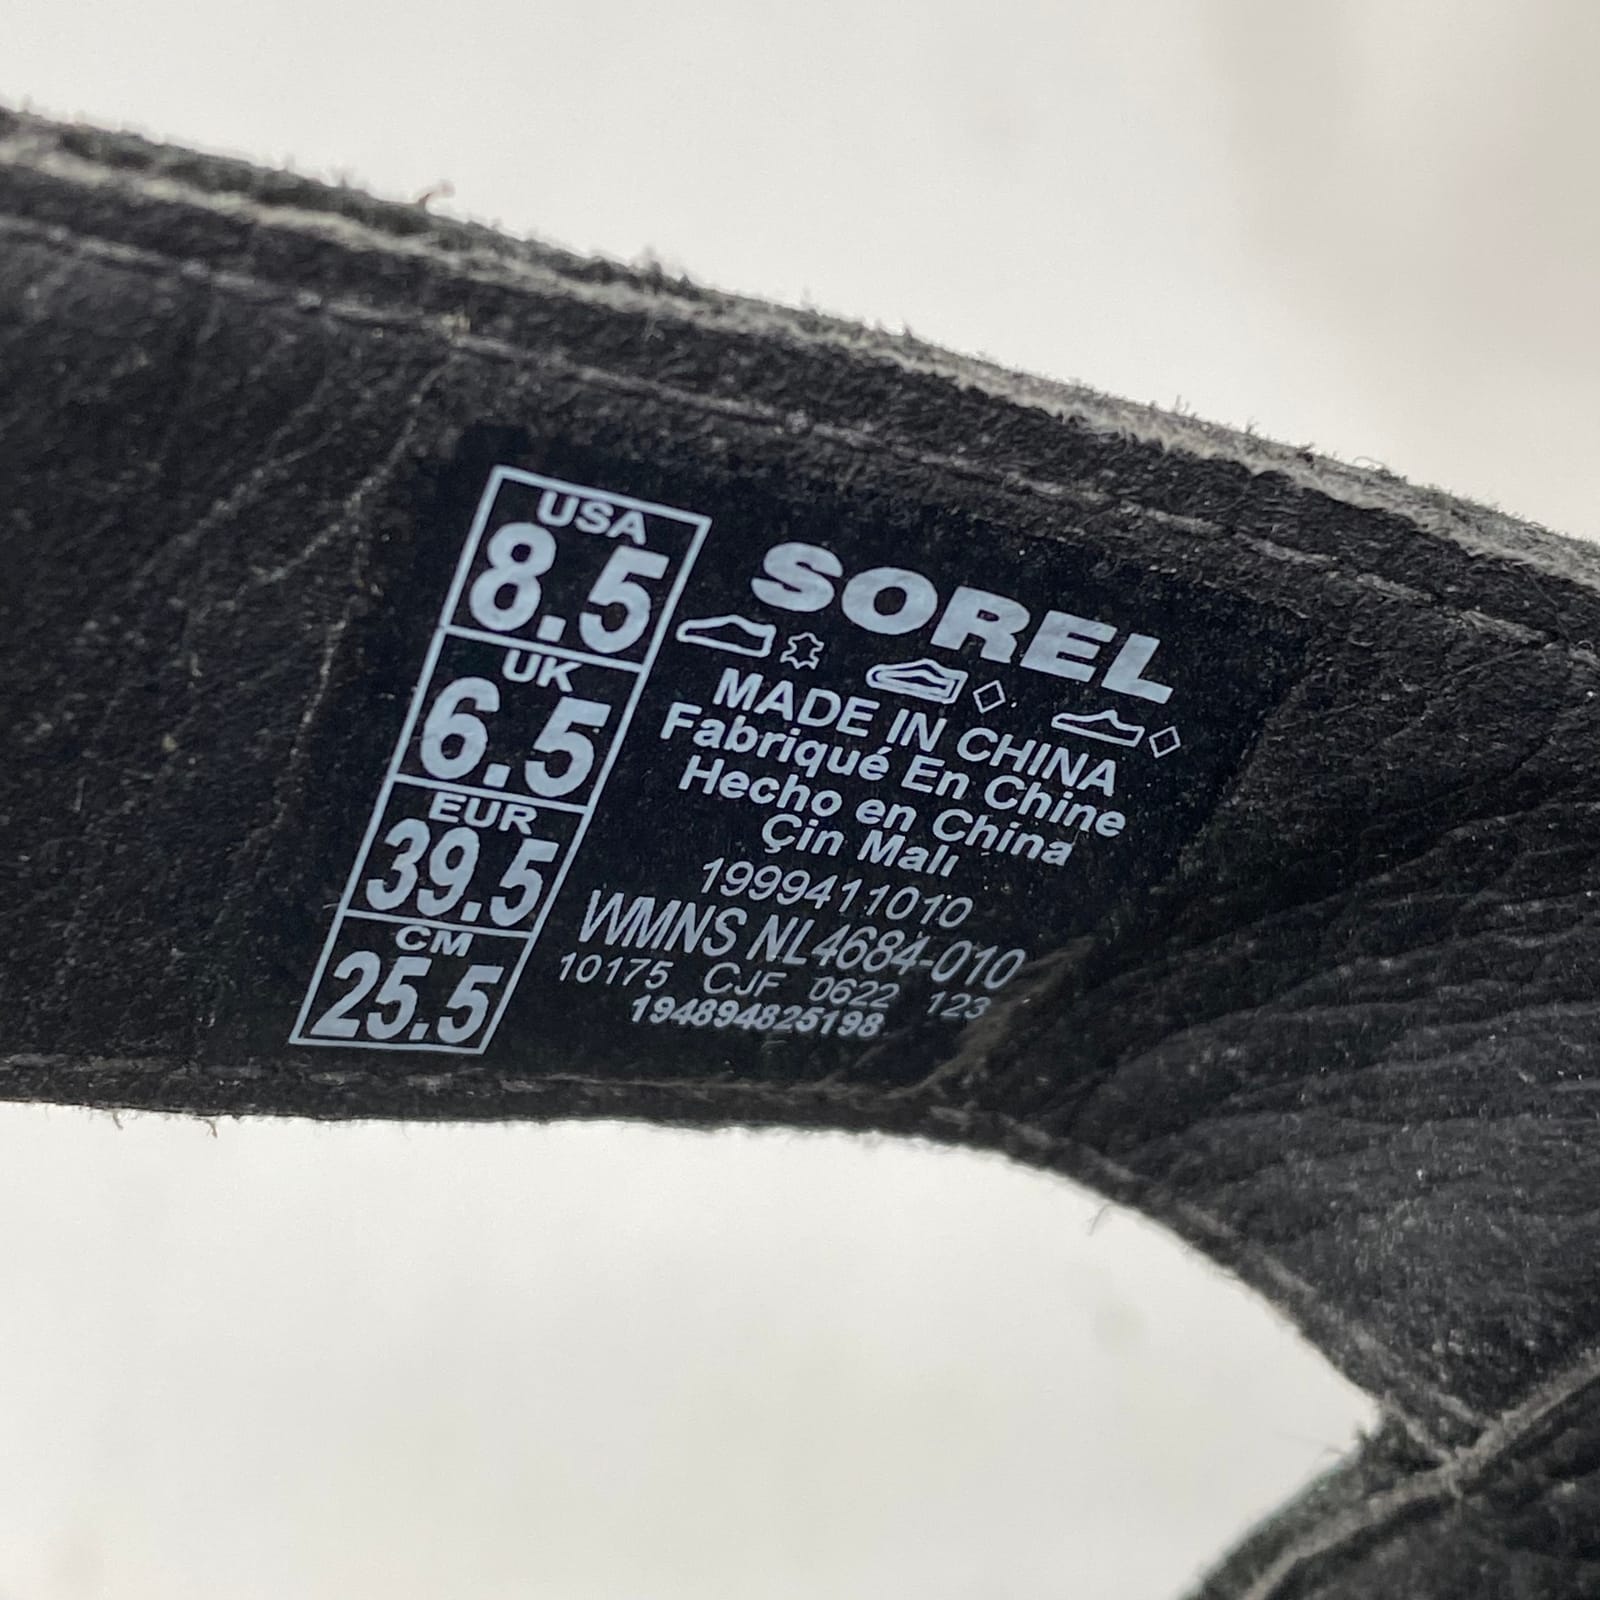 USA
8.5
UK
6.5
EUR
39.5
CM
25.5
SOREL
MADE IN CHINA
Fabriqué En Chine
Hecho en China
Çin Malı
1999411010
WMNS NL4684-010
10175 CJF 0622 123
194894825198